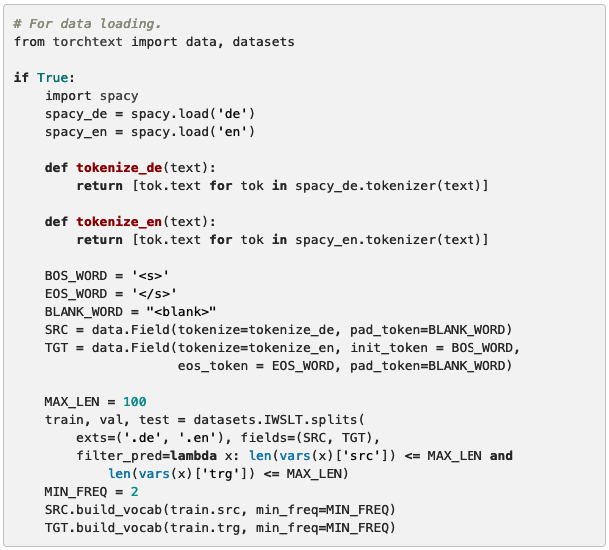 # For data loading.
from torchtext import data, datasets

if True:
    import spacy
    spacy_de = spacy.load('de')
    spacy_en = spacy.load('en')

    def tokenize_de(text):
        return [tok.text for tok in spacy_de.tokenizer(text)]

    def tokenize_en(text):
        return [tok.text for tok in spacy_en.tokenizer(text)]

    BOS_WORD = '<s>'
    EOS_WORD = '</s>'
    BLANK_WORD = "<blank>"
    SRC = data.Field(tokenize=tokenize_de, pad_token=BLANK_WORD)
    TGT = data.Field(tokenize=tokenize_en, init_token = BOS_WORD,
                     eos_token = EOS_WORD, pad_token=BLANK_WORD)

    MAX_LEN = 100
    train, val, test = datasets.IWSLT.splits(
        exts=('.de', '.en'), fields=(SRC, TGT),
        filter_pred=lambda x: len(vars(x)['src']) <= MAX_LEN and
            len(vars(x)['trg']) <= MAX_LEN)
    MIN_FREQ = 2
    SRC.build_vocab(train.src, min_freq=MIN_FREQ)
    TGT.build_vocab(train.trg, min_freq=MIN_FREQ)